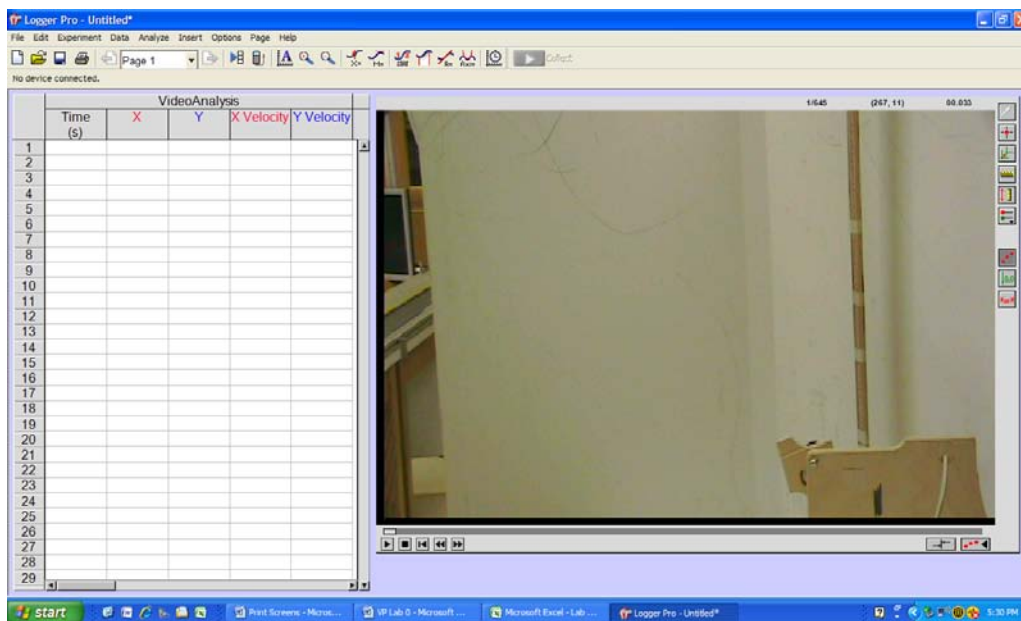 Logger Pro - Untitled*
File Edit Experiment Data Analyze Insert Options Page Help
Page 1
Collect
No device connected.
VideoAnalysis
Time
(s)
X
Y
X Velocity
Y Velocity
1/645
(267, 11)
00.033
1
2
3
4
5
6
7
8
9
10
11
12
13
14
15
16
17
18
19
20
21
22
23
24
25
26
27
28
29
start
Print Screens - Micros...
VP Lab 0 - Microsoft ...
Microsoft Excel - Lab ...
Logger Pro - Untitled*
5:30 PM